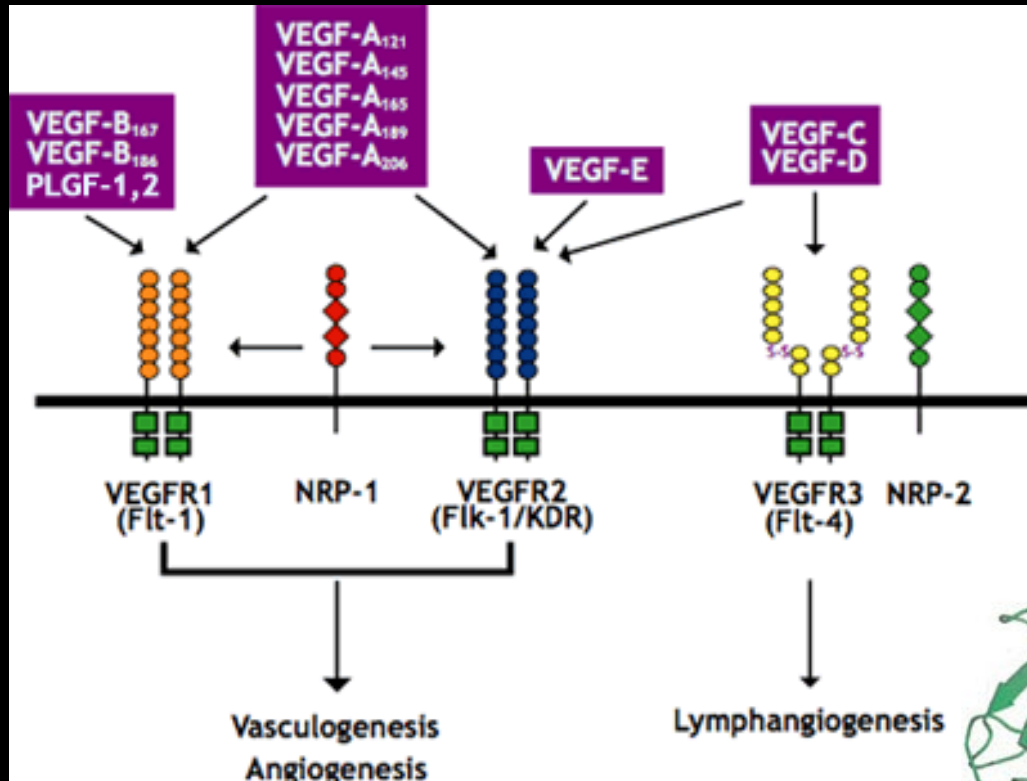 VEGF-A₁₂₁
VEGF-A₁₄₅
VEGF-A₁₆₅
VEGF-A₁₈₉
VEGF-A₂₀₆
VEGF-B₁₆₇
VEGF-B₁₈₆
PLGF-1,2
VEGF-E
VEGF-C
VEGF-D
S-S
S-S
VEGFR1
(Flt-1)
NRP-1
VEGFR2
(Flk-1/KDR)
VEGFR3
(Flt-4)
NRP-2
Vasculogenesis
Angiogenesis
Lymphangiogenesis